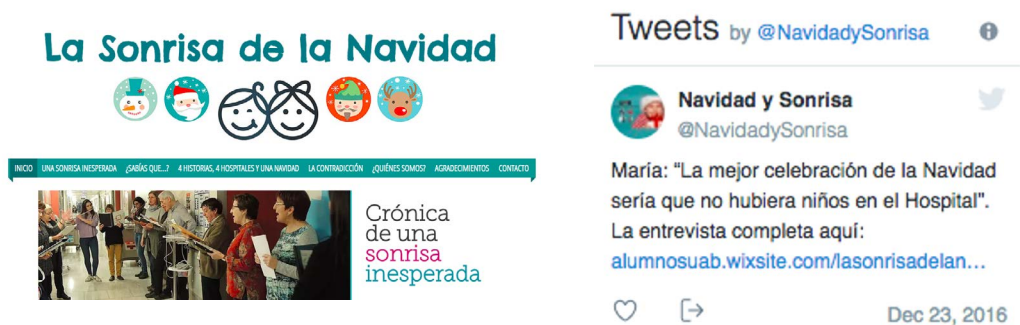 La Sonrisa de la Navidad
INICIO UNA SONRISA INESPERADA ¿SABÍAS QUE...? 4 HISTORIAS, 4 HOSPITALES Y UNA NAVIDAD LA CONTRADICCIÓN ¿QUIÉNES SOMOS? AGRADECIMIENTOS CONTACTO
Crónica
de una
sonrisa
inesperada
Tweets by @NavidadySonrisa
Navidad y Sonrisa
@NavidadySonrisa
María: “La mejor celebración de la Navidad
sería que no hubiera niños en el Hospital".
La entrevista completa aquí:
alumnosuab.wixsite.com/lasonrisadelan…
Dec 23, 2016